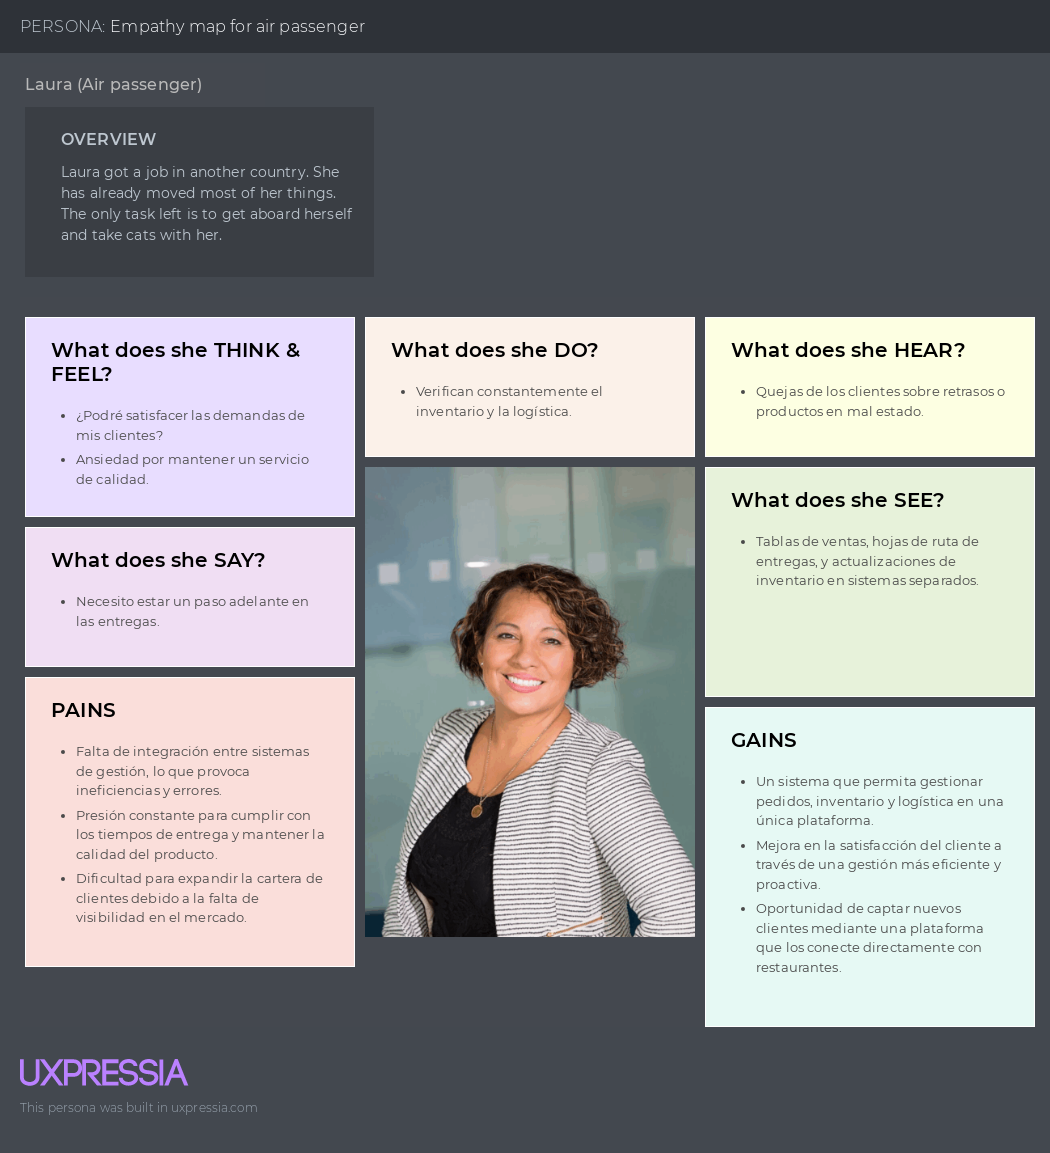 PERSONA: Empathy map for air passenger
Laura (Air passenger)
OVERVIEW
Laura got a job in another country. She
has already moved most of her things.
The only task left is to get aboard herself
and take cats with her.
What does she THINK &
FEEL?
• ¿Podré satisfacer las demandas de
mis clientes?
• Ansiedad por mantener un servicio
de calidad.
What does she SAY?
• Necesito estar un paso adelante en
las entregas.
PAINS
• Falta de integración entre sistemas
de gestión, lo que provoca
ineficiencias y errores.
• Presión constante para cumplir con
los tiempos de entrega y mantener la
calidad del producto.
• Dificultad para expandir la cartera de
clientes debido a la falta de
visibilidad en el mercado.
What does she DO?
• Verifican constantemente el
inventario y la logística.
What does she HEAR?
• Quejas de los clientes sobre retrasos o
productos en mal estado.
What does she SEE?
• Tablas de ventas, hojas de ruta de
entregas, y actualizaciones de
inventario en sistemas separados.
GAINS
• Un sistema que permita gestionar
pedidos, inventario y logística en una
única plataforma.
• Mejora en la satisfacción del cliente a
través de una gestión más eficiente y
proactiva.
• Oportunidad de captar nuevos
clientes mediante una plataforma
que los conecte directamente con
restaurantes.
UXPRESSIA
This persona was built in uxpressia.com